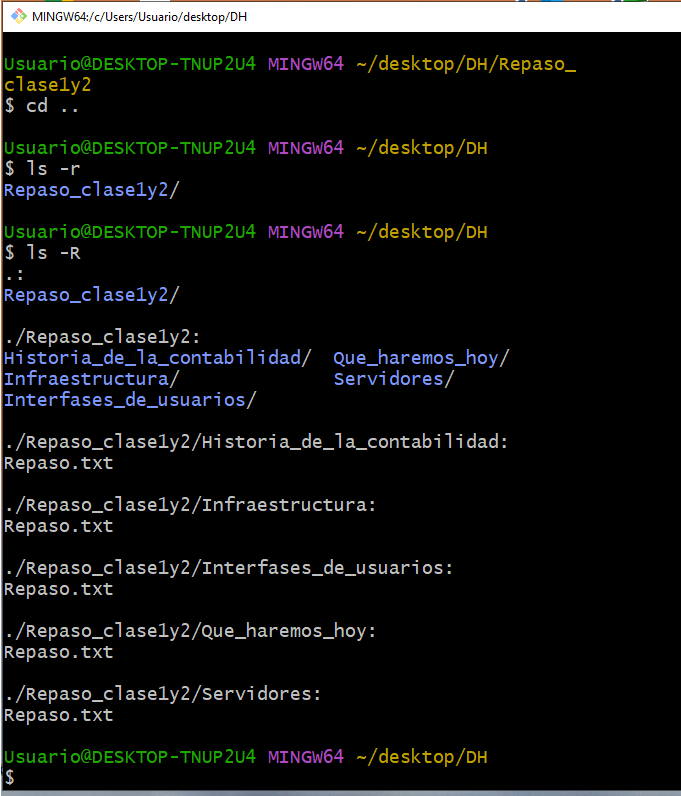 MINGW64:/c/Users/Usuario/desktop/DH
Usuario@DESKTOP-TNUP2U4 MINGW64 ~/desktop/DH/Repaso_
clase1y2
$ cd ..
Usuario@DESKTOP-TNUP2U4 MINGW64 ~/desktop/DH
$ ls -r
Repaso_clase1y2/
Usuario@DESKTOP-TNUP2U4 MINGW64 ~/desktop/DH
$ ls -R
.:
Repaso_clase1y2/
./Repaso_clase1y2:
Historia_de_la_contabilidad/  Que_haremos_hoy/
Infraestructura/              Servidores/
Interfases_de_usuarios/
./Repaso_clase1y2/Historia_de_la_contabilidad:
Repaso.txt
./Repaso_clase1y2/Infraestructura:
Repaso.txt
./Repaso_clase1y2/Interfases_de_usuarios:
Repaso.txt
./Repaso_clase1y2/Que_haremos_hoy:
Repaso.txt
./Repaso_clase1y2/Servidores:
Repaso.txt
Usuario@DESKTOP-TNUP2U4 MINGW64 ~/desktop/DH
$